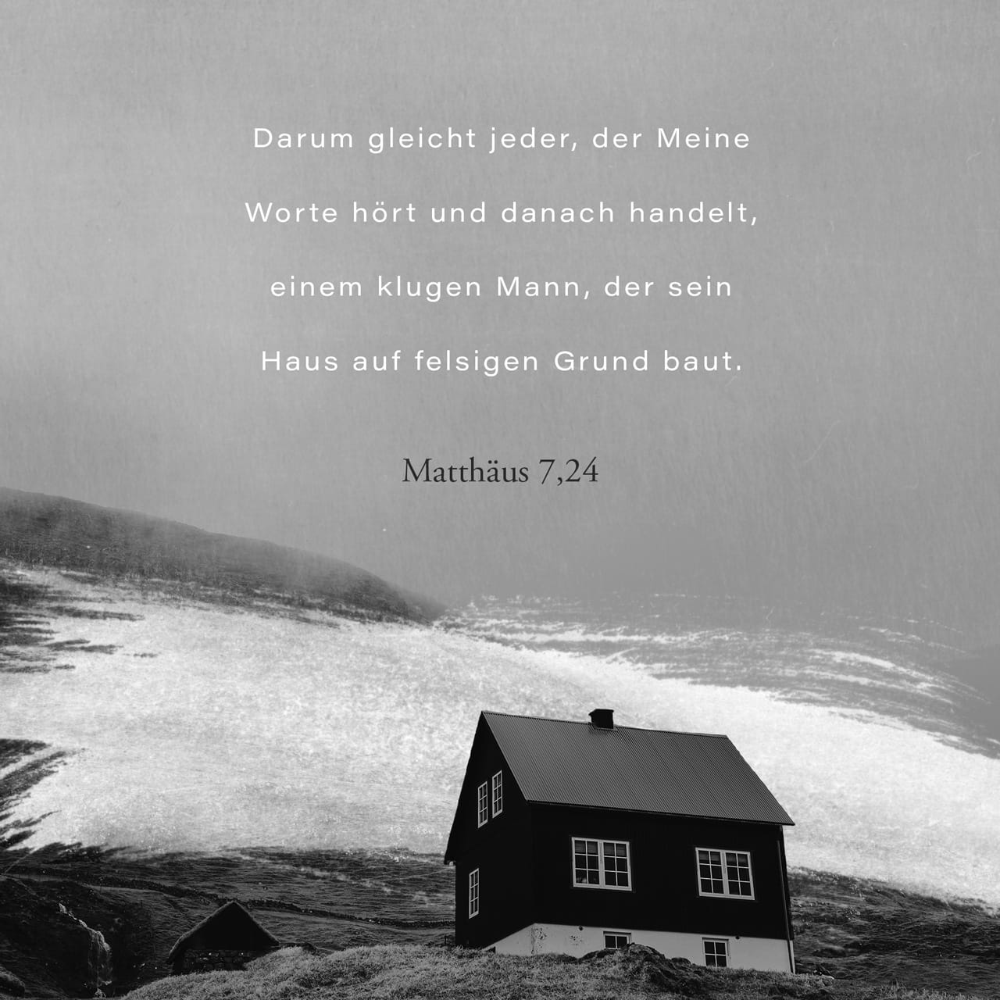 Darum gleicht jeder, der Meine
Worte hört und danach handelt,
einem klugen Mann, der sein
Haus auf felsigen Grund baut.
Matthäus 7,24